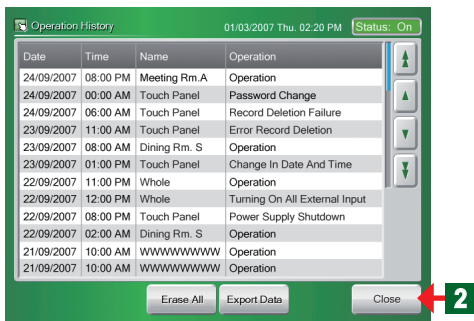 Operation History 01/03/2007 Thu. 02:20 PM Status: On
Date Time Name Operation
24/09/2007 08:00 PM Meeting Rm.A Operation
24/09/2007 00:00 AM Touch Panel Password Change
24/09/2007 06:00 AM Touch Panel Record Deletion Failure
23/09/2007 11:00 AM Touch Panel Error Record Deletion
23/09/2007 08:00 AM Dining Rm. S Operation
23/09/2007 01:00 PM Touch Panel Change In Date And Time
22/09/2007 11:00 PM Whole Operation
22/09/2007 12:00 PM Whole Turning On All External Input
22/09/2007 08:00 PM Touch Panel Power Supply Shutdown
22/09/2007 02:00 AM Dining Rm. S Operation
21/09/2007 10:00 AM WWWWWWWW Operation
21/09/2007 10:00 AM WWWWWWWW Operation
Erase All Export Data Close 2